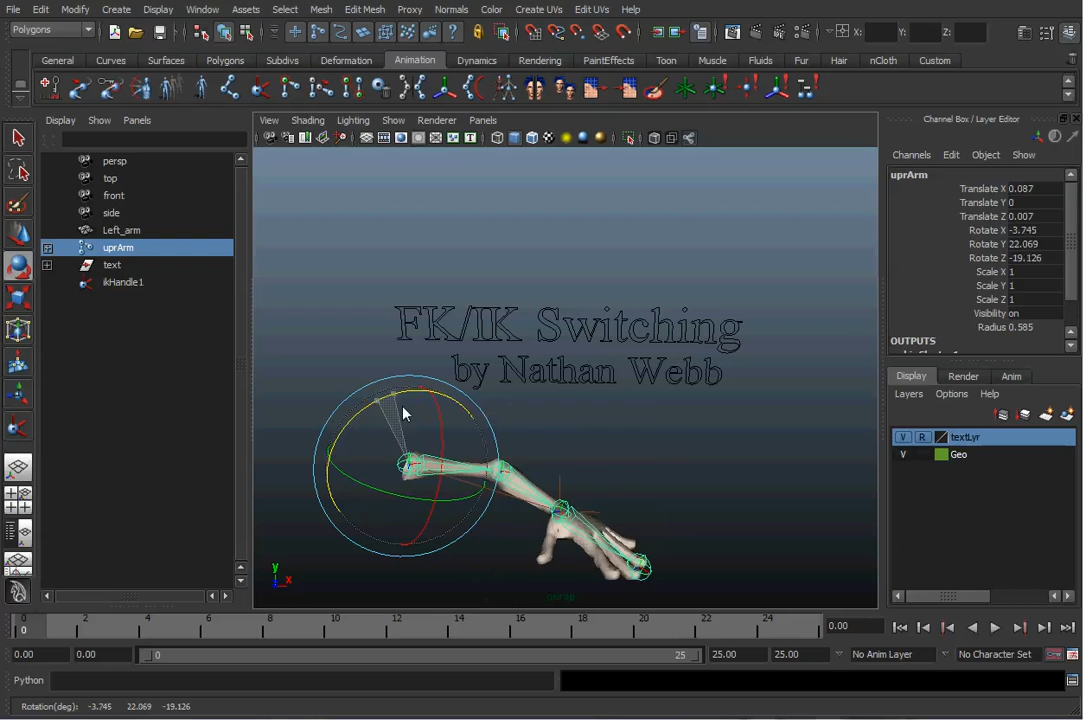 File Edit Modify Create Display Window Assets Select Mesh Edit Mesh Proxy Normals Color Create UVs Edit UVs Help
Polygons X: Y: Z:
General Curves Surfaces Polygons Subdivs Deformation Animation Dynamics Rendering PaintEffects Toon Muscle Fluids Fur Hair nCloth Custom
Display Show Panels
View Shading Lighting Show Renderer Panels
Channel Box / Layer Editor
Channels Edit Object Show
persp
top
front
side
Left_arm
uprArm
text
ikHandle1
FK/IK Switching
by Nathan Webb
y
x
persp
uprArm
Translate X 0.087
Translate Y 0
Translate Z 0.007
Rotate X -3.745
Rotate Y 22.069
Rotate Z -19.126
Scale X 1
Scale Y 1
Scale Z 1
Visibility on
Radius 0.585
OUTPUTS
Display Render Anim
Layers Options Help
V R textLyr
V Geo
0 2 4 6 8 10 12 14 16 18 20 22 24
0 0.00
0.00 0.00 0 25 25.00 25.00 No Anim Layer No Character Set
Python
Rotation(deg): -3.745 22.069 -19.126